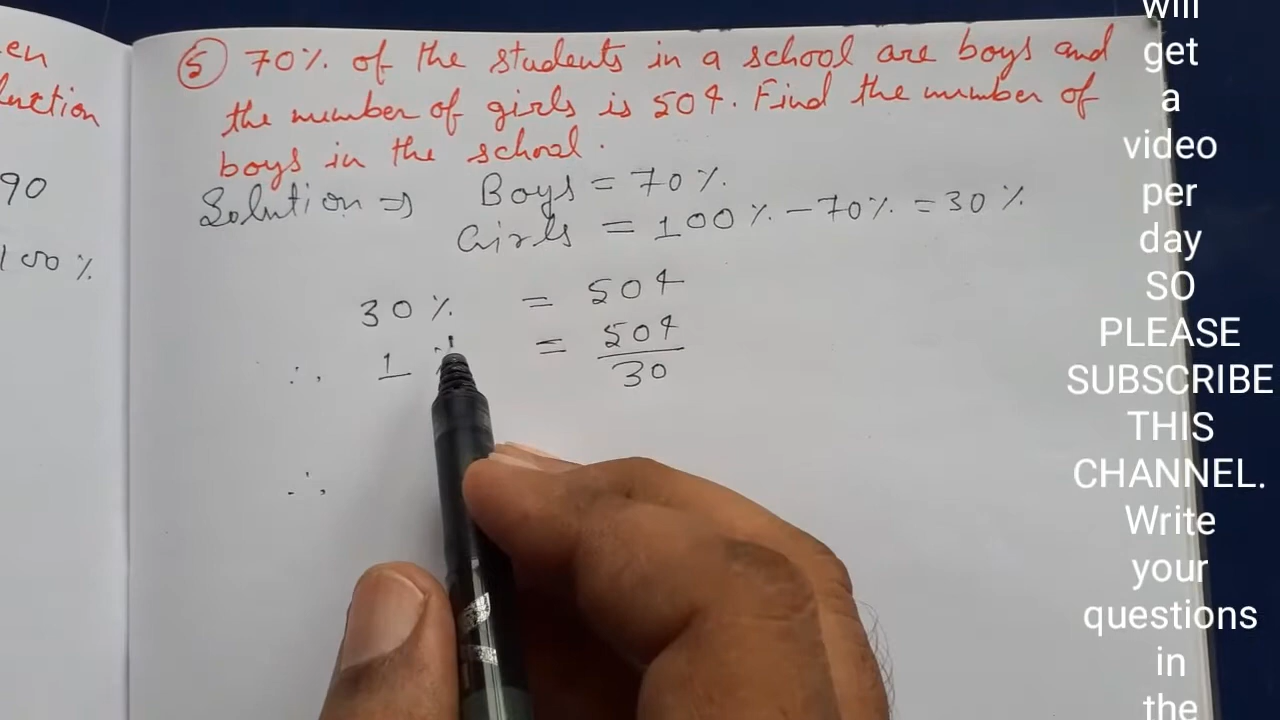 en
90
100%
5 70% of the students in a school are boys and
the number of girls is 504. Find the number of
boys in the school.
Solution ⇒ Boys = 70%.
Girls = 100% - 70% = 30%
30% = 504
∴ 1 = 504/30
∴
will
get
a
video
per
day
SO
PLEASE
SUBSCRIBE
THIS
CHANNEL.
Write
your
questions
in
the